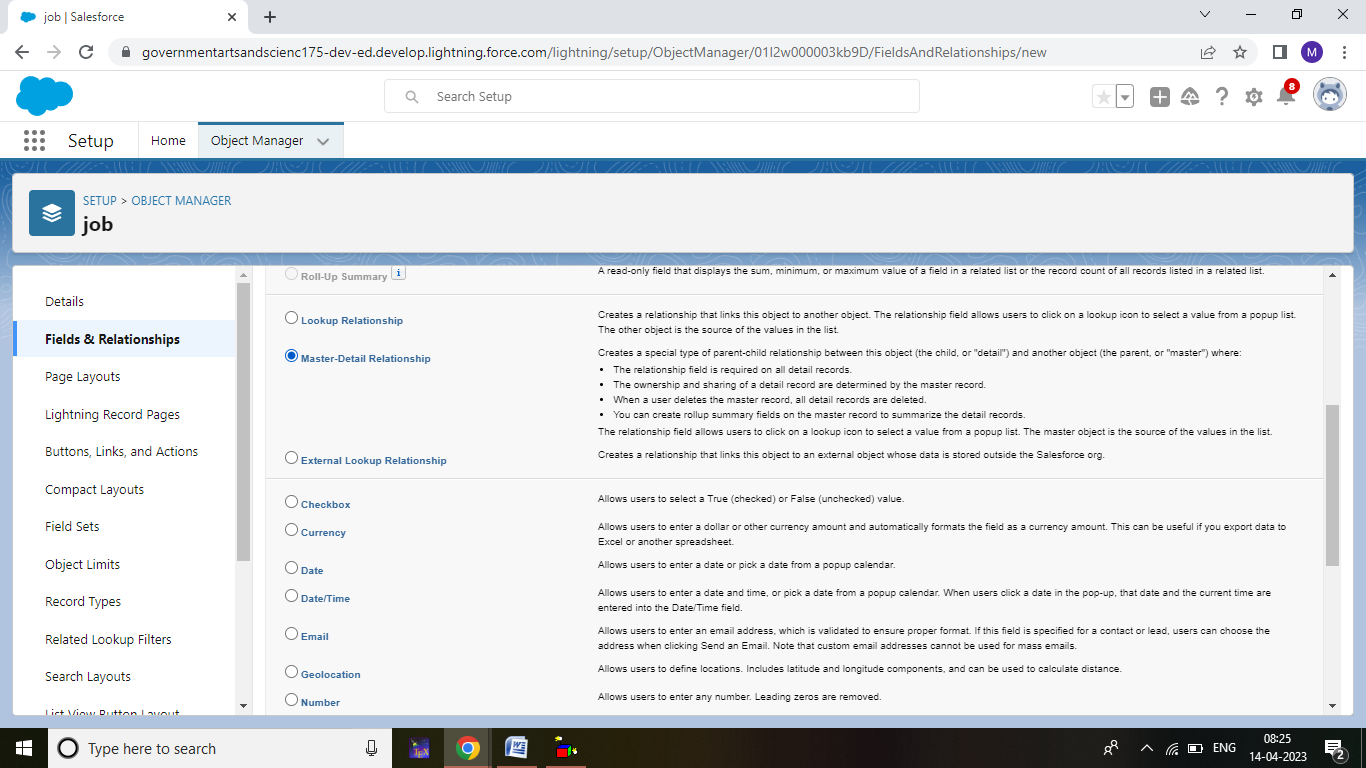 job | Salesforce
governmentartsandscienc175-dev-ed.develop.lightning.force.com/lightning/setup/ObjectManager/01I2w000003kb9D/FieldsAndRelationships/new
M
Search Setup
8
Setup
Home
Object Manager
SETUP > OBJECT MANAGER
job
Details
Fields & Relationships
Page Layouts
Lightning Record Pages
Buttons, Links, and Actions
Compact Layouts
Field Sets
Object Limits
Record Types
Related Lookup Filters
Search Layouts
List View Button Layout
Roll-Up Summary i
A read-only field that displays the sum, minimum, or maximum value of a field in a related list or the record count of all records listed in a related list.
Lookup Relationship
Creates a relationship that links this object to another object. The relationship field allows users to click on a lookup icon to select a value from a popup list.
The other object is the source of the values in the list.
Master-Detail Relationship
Creates a special type of parent-child relationship between this object (the child, or "detail") and another object (the parent, or "master") where:
• The relationship field is required on all detail records.
• The ownership and sharing of a detail record are determined by the master record.
• When a user deletes the master record, all detail records are deleted.
• You can create rollup summary fields on the master record to summarize the detail records.
The relationship field allows users to click on a lookup icon to select a value from a popup list. The master object is the source of the values in the list.
External Lookup Relationship
Creates a relationship that links this object to an external object whose data is stored outside the Salesforce org.
Checkbox
Allows users to select a True (checked) or False (unchecked) value.
Currency
Allows users to enter a dollar or other currency amount and automatically formats the field as a currency amount. This can be useful if you export data to
Excel or another spreadsheet.
Date
Allows users to enter a date or pick a date from a popup calendar.
Date/Time
Allows users to enter a date and time, or pick a date from a popup calendar. When users click a date in the pop-up, that date and the current time are
entered into the Date/Time field.
Email
Allows users to enter an email address, which is validated to ensure proper format. If this field is specified for a contact or lead, users can choose the
address when clicking Send an Email. Note that custom email addresses cannot be used for mass emails.
Geolocation
Allows users to define locations. Includes latitude and longitude components, and can be used to calculate distance.
Number
Allows users to enter any number. Leading zeros are removed.
Type here to search
ENG
08:25
14-04-2023
2